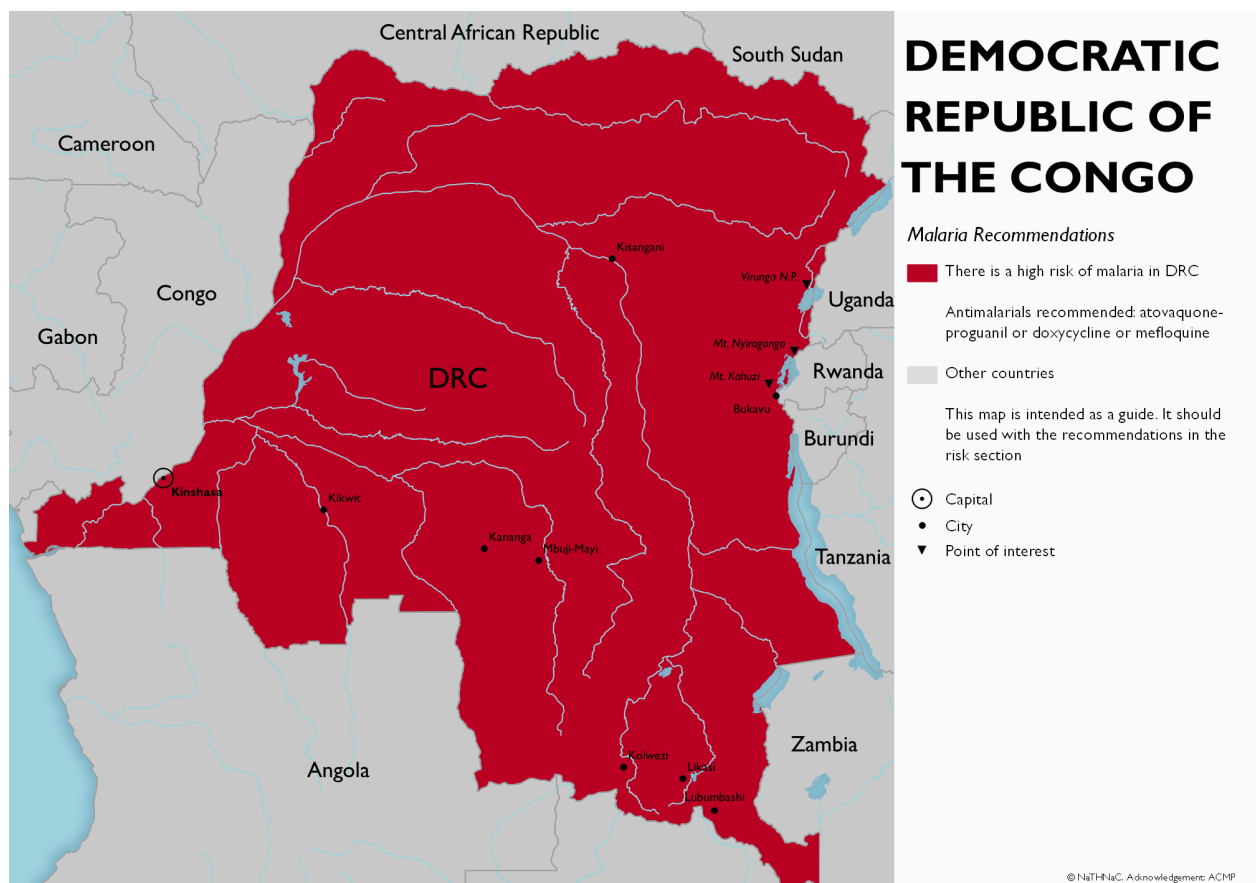 Central African Republic
South Sudan
Cameroon
Congo
Gabon
Kisangani
Virunga N.P.
Uganda
Mt. Nyiragongo
Rwanda
Mt. Kahuzi
DRC
Bukavu
Burundi
Kinshasa
Kikwit
Kananga
Mbuji-Mayi
Tanzania
Angola
Kolwezi
Likasi
Lubumbashi
Zambia
DEMOCRATIC
REPUBLIC OF
THE CONGO
Malaria Recommendations
There is a high risk of malaria in DRC
Antimalarials recommended: atovaquone-
proguanil or doxycycline or mefloquine
Other countries
This map is intended as a guide. It should
be used with the recommendations in the
risk section
Capital
City
Point of interest
© NaTHNaC. Acknowledgement: ACMP